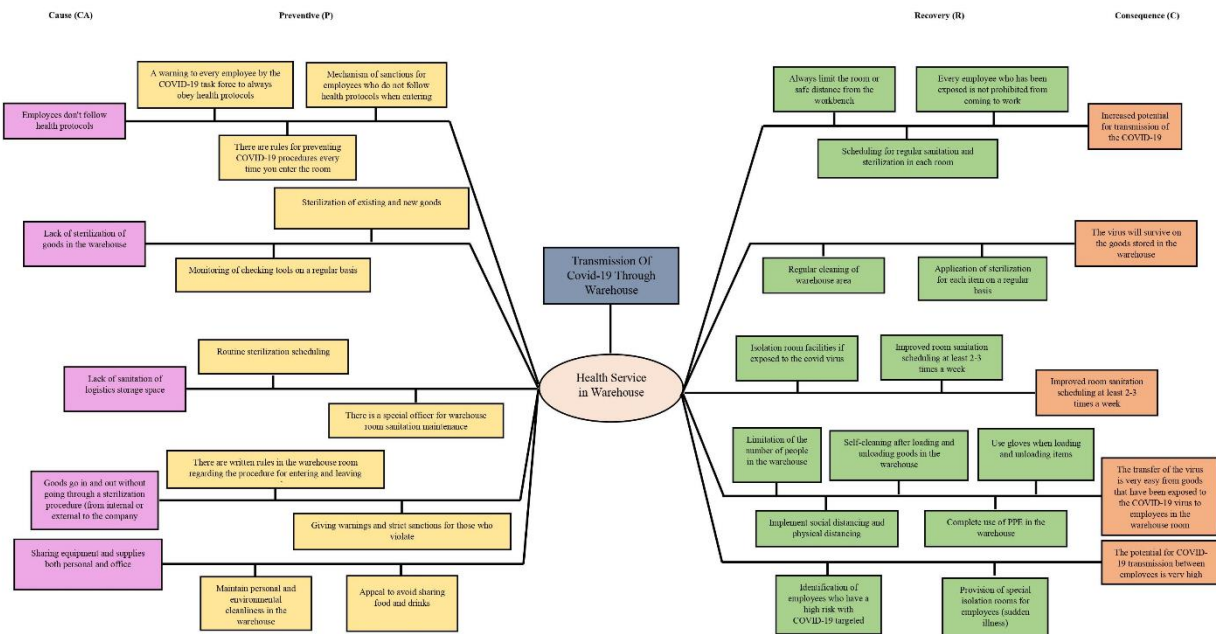 Cause (CA)
Preventive (P)
Recovery (R)
Consequence (C)
A warning to every employee by the
COVID-19 task force to always
obey health protocols
Mechanism of sanctions for
employees who do not follow
health protocols when entering
Employees don't follow
health protocols
There are rules for preventing
COVID-19 procedures every
time you enter the room
Sterilization of existing and new goods
Lack of sterilization of
goods in the warehouse
Monitoring of checking tools on a regular basis
Routine sterilization scheduling
Lack of sanitation of
logistics storage space
There is a special officer for warehouse
room sanitation maintenance
There are written rules in the warehouse room
regarding the procedure for entering and leaving
Goods go in and out without
going through a sterilization
procedure (from internal or
external to the company
Giving warnings and strict sanctions for those who
violate
Sharing equipment and supplies
both personal and office
Maintain personal and
environmental
cleanliness in the
warehouse
Appeal to avoid sharing
food and drinks
Transmission Of
Covid-19 Through
Warehouse
Health Service
in Warehouse
Always limit the room or
safe distance from the
workbench
Every employee who has been
exposed is not prohibited from
coming to work
Increased potential
for transmission of
the COVID-19
Scheduling for regular sanitation and
sterilization in each room
The virus will survive on
the goods stored in the
warehouse
Regular cleaning of
warehouse area
Application of sterilization
for each item on a regular
basis
Isolation room facilities if
exposed to the covid virus
Improved room sanitation
scheduling at least 2-3
times a week
Improved room sanitation
scheduling at least 2-3
times a week
Limitation of the
number of people
in the warehouse
Self-cleaning after loading and
unloading goods in the
warehouse
Use gloves when loading
and unloading items
The transfer of the virus
is very easy from goods
that have been exposed to
the COVID-19 virus to
employees in the
warehouse room
Implement social distancing and
physical distancing
Complete use of PPE in the
warehouse
The potential for COVID-
19 transmission between
employees is very high
Identification of
employees who have a
high risk with
COVID-19 targeted
Provision of special
isolation rooms for
employees (sudden
illness)